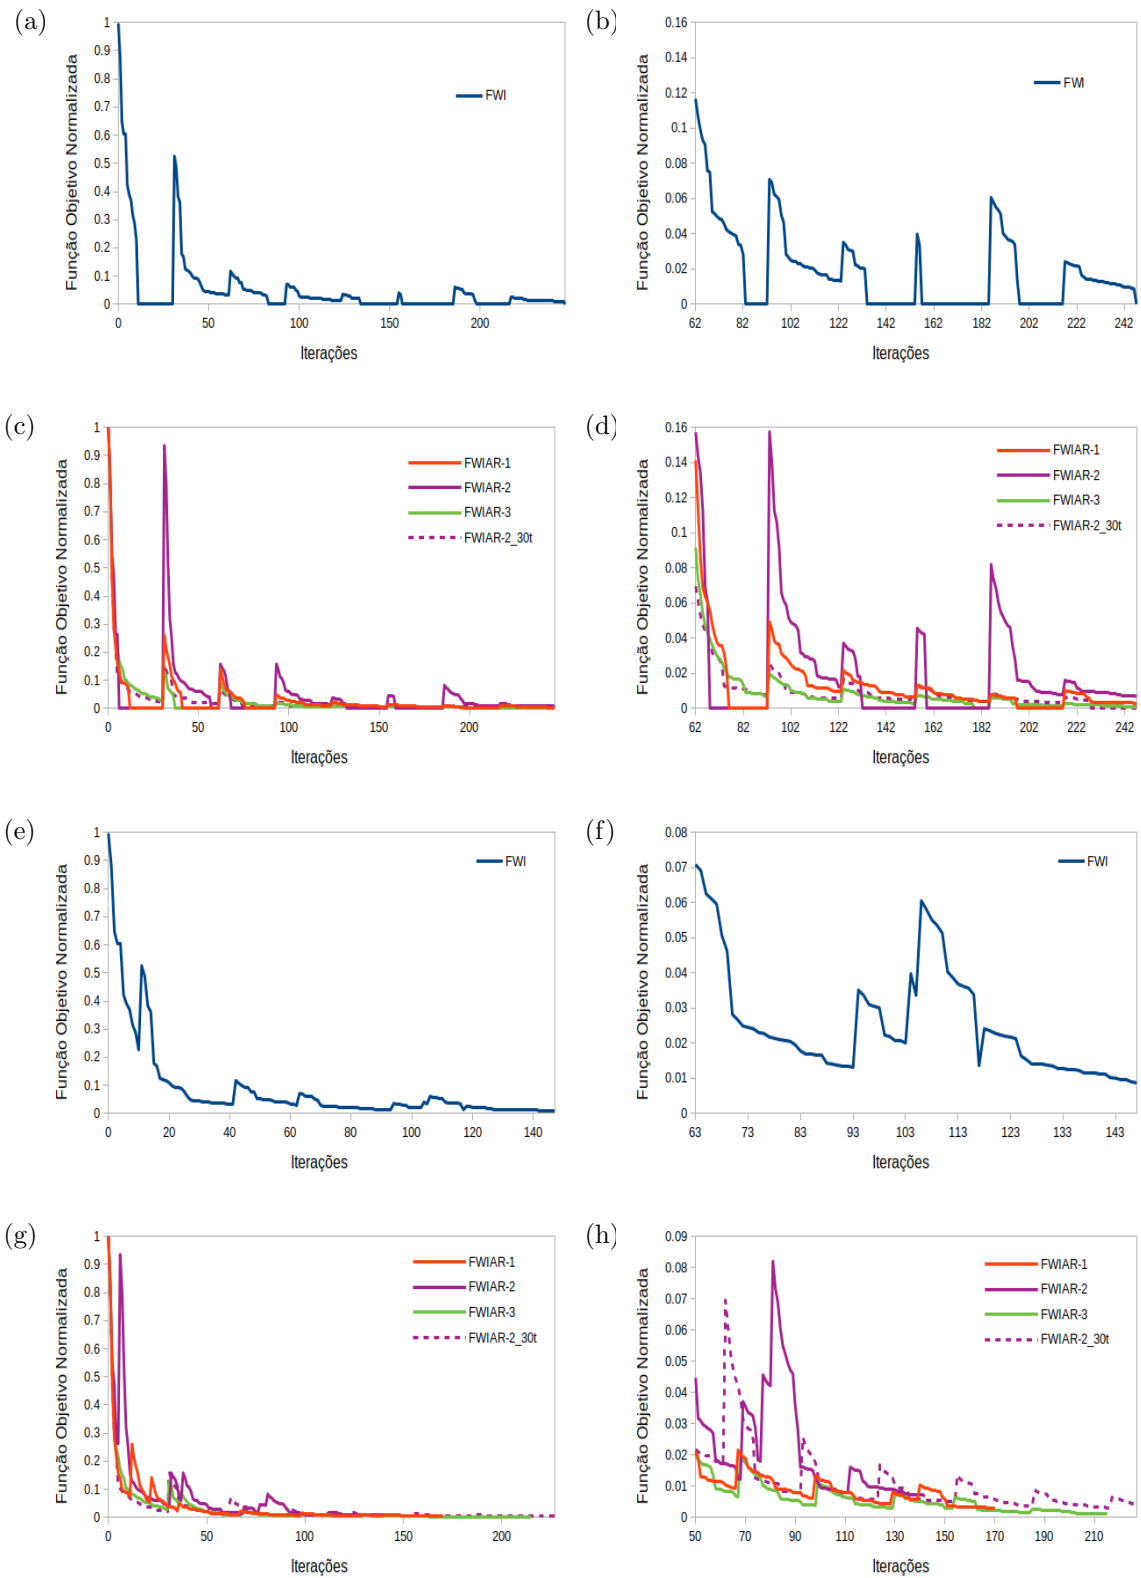 (a)
Função Objetivo Normalizada
1
0.9
0.8
0.7
0.6
0.5
0.4
0.3
0.2
0.1
0
FWI
0 50 100 150 200
Iterações
(b)
Função Objetivo Normalizada
0.16
0.14
0.12
0.1
0.08
0.06
0.04
0.02
0
FWI
62 82 102 122 142 162 182 202 222 242
Iterações
(c)
Função Objetivo Normalizada
1
0.9
0.8
0.7
0.6
0.5
0.4
0.3
0.2
0.1
0
FWIAR-1
FWIAR-2
FWIAR-3
FWIAR-2_30t
0 50 100 150 200
Iterações
(d)
Função Objetivo Normalizada
0.16
0.14
0.12
0.1
0.08
0.06
0.04
0.02
0
FWIAR-1
FWIAR-2
FWIAR-3
FWIAR-2_30t
62 82 102 122 142 162 182 202 222 242
Iterações
(e)
Função Objetivo Normalizada
1
0.9
0.8
0.7
0.6
0.5
0.4
0.3
0.2
0.1
0
FWI
0 20 40 60 80 100 120 140
Iterações
(f)
Função Objetivo Normalizada
0.08
0.07
0.06
0.05
0.04
0.03
0.02
0.01
0
FWI
63 73 83 93 103 113 123 133 143
Iterações
(g)
Função Objetivo Normalizada
1
0.9
0.8
0.7
0.6
0.5
0.4
0.3
0.2
0.1
0
FWIAR-1
FWIAR-2
FWIAR-3
FWIAR-2_30t
0 50 100 150 200
Iterações
(h)
Função Objetivo Normalizada
0.09
0.08
0.07
0.06
0.05
0.04
0.03
0.02
0.01
0
FWIAR-1
FWIAR-2
FWIAR-3
FWIAR-2_30t
50 70 90 110 130 150 170 190 210
Iterações